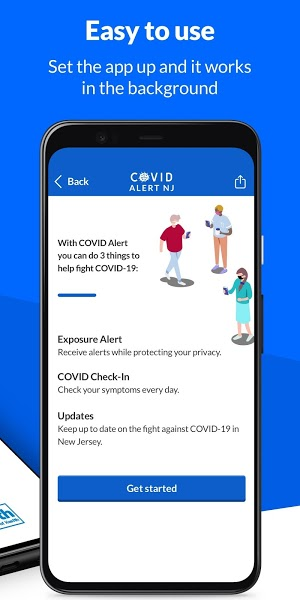 Easy to use
Set the app up and it works
in the background
Back
COVID
ALERT NJ
With COVID Alert
you can do 3 things to
help fight COVID-19:
Exposure Alert
Receive alerts while protecting your privacy.
COVID Check-In
Check your symptoms every day.
Updates
Keep up to date on the fight against COVID-19 in
New Jersey.
Get started